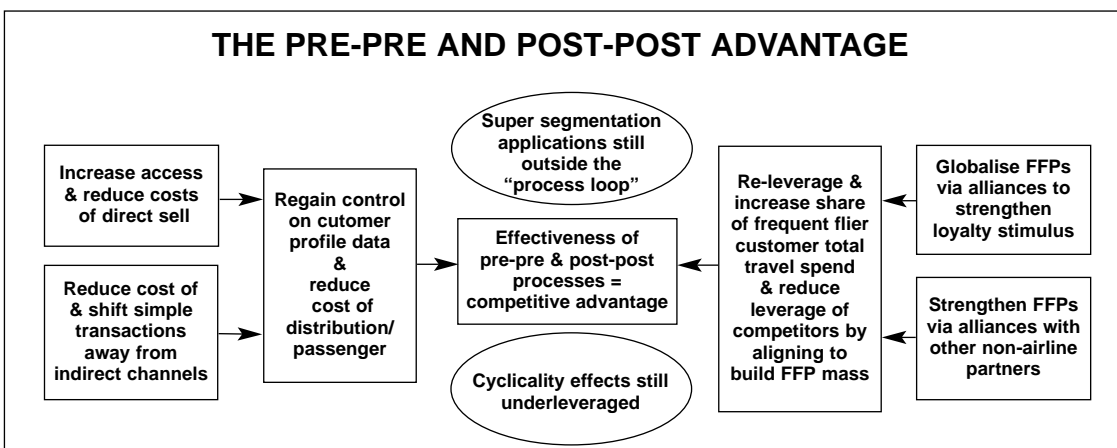 THE PRE-PRE AND POST-POST ADVANTAGE
Increase access
& reduce costs
of direct sell
Reduce cost of
& shift simple
transactions
away from
indirect channels
Regain control
on cutomer
profile data
&
reduce
cost of
distribution/
passenger
Super segmentation
applications still
outside the
“process loop”
Effectiveness of
pre-pre & post-post
processes =
competitive advantage
Cyclicality effects still
underleveraged
Re-leverage &
increase share
of frequent flier
customer total
travel spend
& reduce
leverage of
competitors by
aligning to
build FFP mass
Globalise FFPs
via alliances to
strengthen
loyalty stimulus
Strengthen FFPs
via alliances with
other non-airline
partners